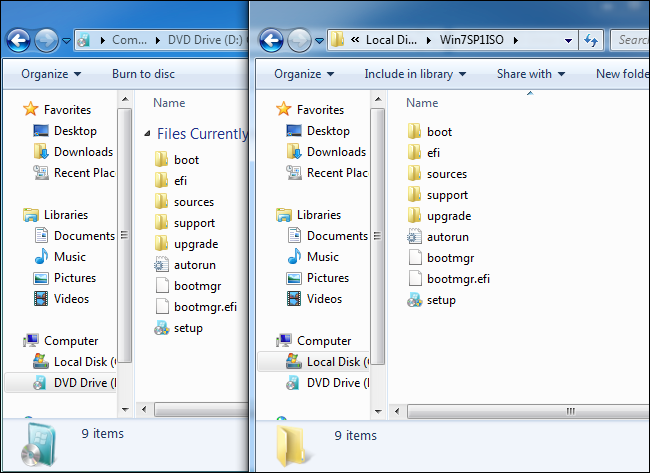 Com... ▸ DVD Drive (D:)
Organize ▾ Burn to disc
Favorites
Desktop
Downloads
Recent Plac
Libraries
Documents
Music
Pictures
Videos
Computer
Local Disk (
DVD Drive (
Name
Files Currently
boot
efi
sources
support
upgrade
autorun
bootmgr
bootmgr.efi
setup
9 items
« Local Di... ▸ Win7SP1ISO ▸
Searc
Organize ▾ Include in library ▾ Share with ▾ New folde
Favorites
Desktop
Downloads
Recent Plac
Libraries
Documents
Music
Pictures
Videos
Computer
Local Disk (
DVD Drive (
Name
boot
efi
sources
support
upgrade
autorun
bootmgr
bootmgr.efi
setup
9 items